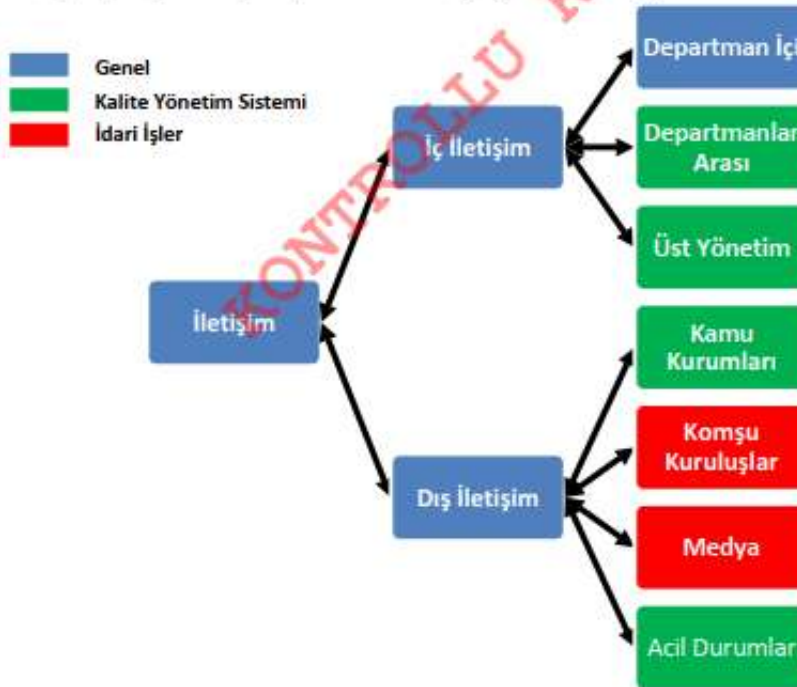 Genel
Kalite Yönetim Sistemi
İdari İşler
İletişim
İç İletişim
Dış İletişim
Departman İçi
Departmanlar
Arası
Üst Yönetim
Kamu
Kurumları
Komşu
Kuruluşlar
Medya
Acil Durumlar
KONTROLLU